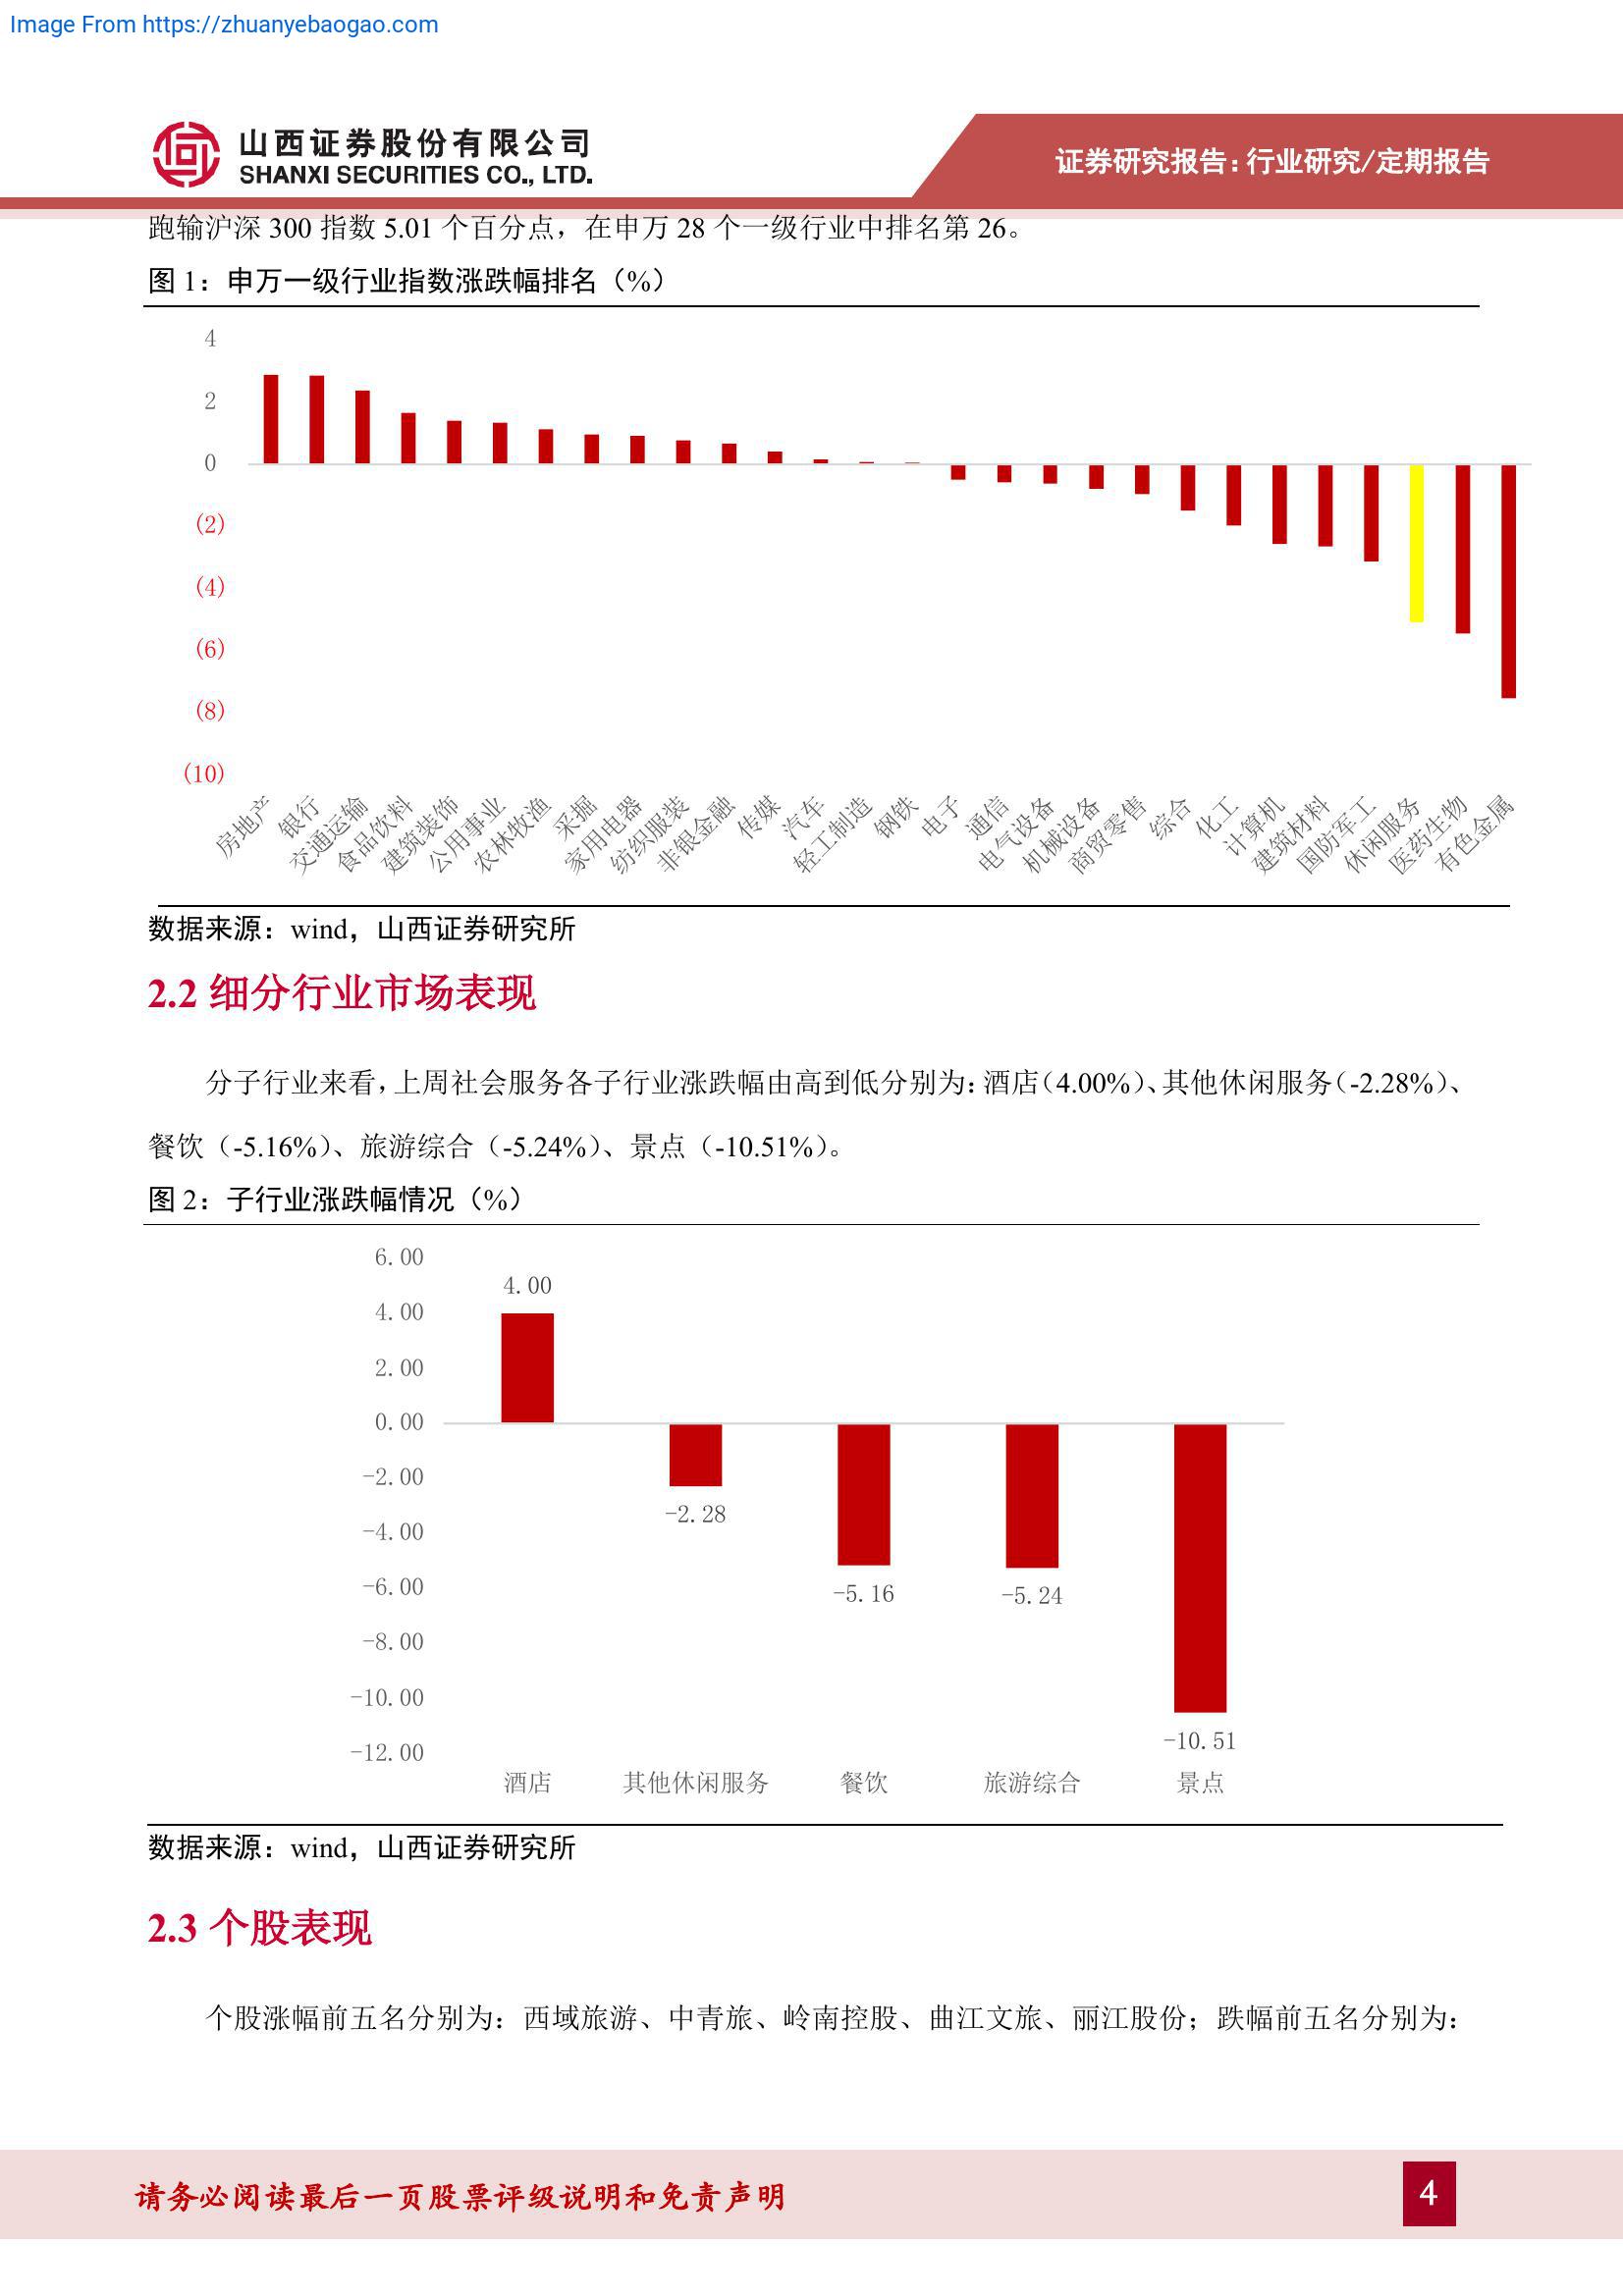 Image From https://zhuanyebaogao.com
山西证券股份有限公司
SHANXI SECURITIES CO., LTD.
证券研究报告:行业研究/定期报告
跑输沪深 300 指数 5.01 个百分点，在申万 28 个一级行业中排名第 26。
图 1：申万一级行业指数涨跌幅排名（%）
4
2
0
(2)
(4)
(6)
(8)
(10)
房地产
银行
交通运输
食品饮料
建筑装饰
公用事业
农林牧渔
采掘
家用电器
纺织服装
非银金融
传媒
汽车
轻工制造
钢铁
电子
通信
电气设备
机械设备
商贸零售
综合
化工
计算机
建筑材料
国防军工
休闲服务
医药生物
有色金属
数据来源：wind，山西证券研究所
2.2 细分行业市场表现
分子行业来看，上周社会服务各子行业涨跌幅由高到低分别为：酒店（4.00%）、其他休闲服务（-2.28%）、
餐饮（-5.16%）、旅游综合（-5.24%）、景点（-10.51%）。
图 2：子行业涨跌幅情况（%）
6.00
4.00
2.00
0.00
-2.00
-4.00
-6.00
-8.00
-10.00
-12.00
4.00
-2.28
-5.16
-5.24
-10.51
酒店
其他休闲服务
餐饮
旅游综合
景点
数据来源：wind，山西证券研究所
2.3 个股表现
个股涨幅前五名分别为：西域旅游、中青旅、岭南控股、曲江文旅、丽江股份；跌幅前五名分别为：
请务必阅读最后一页股票评级说明和免责声明
4